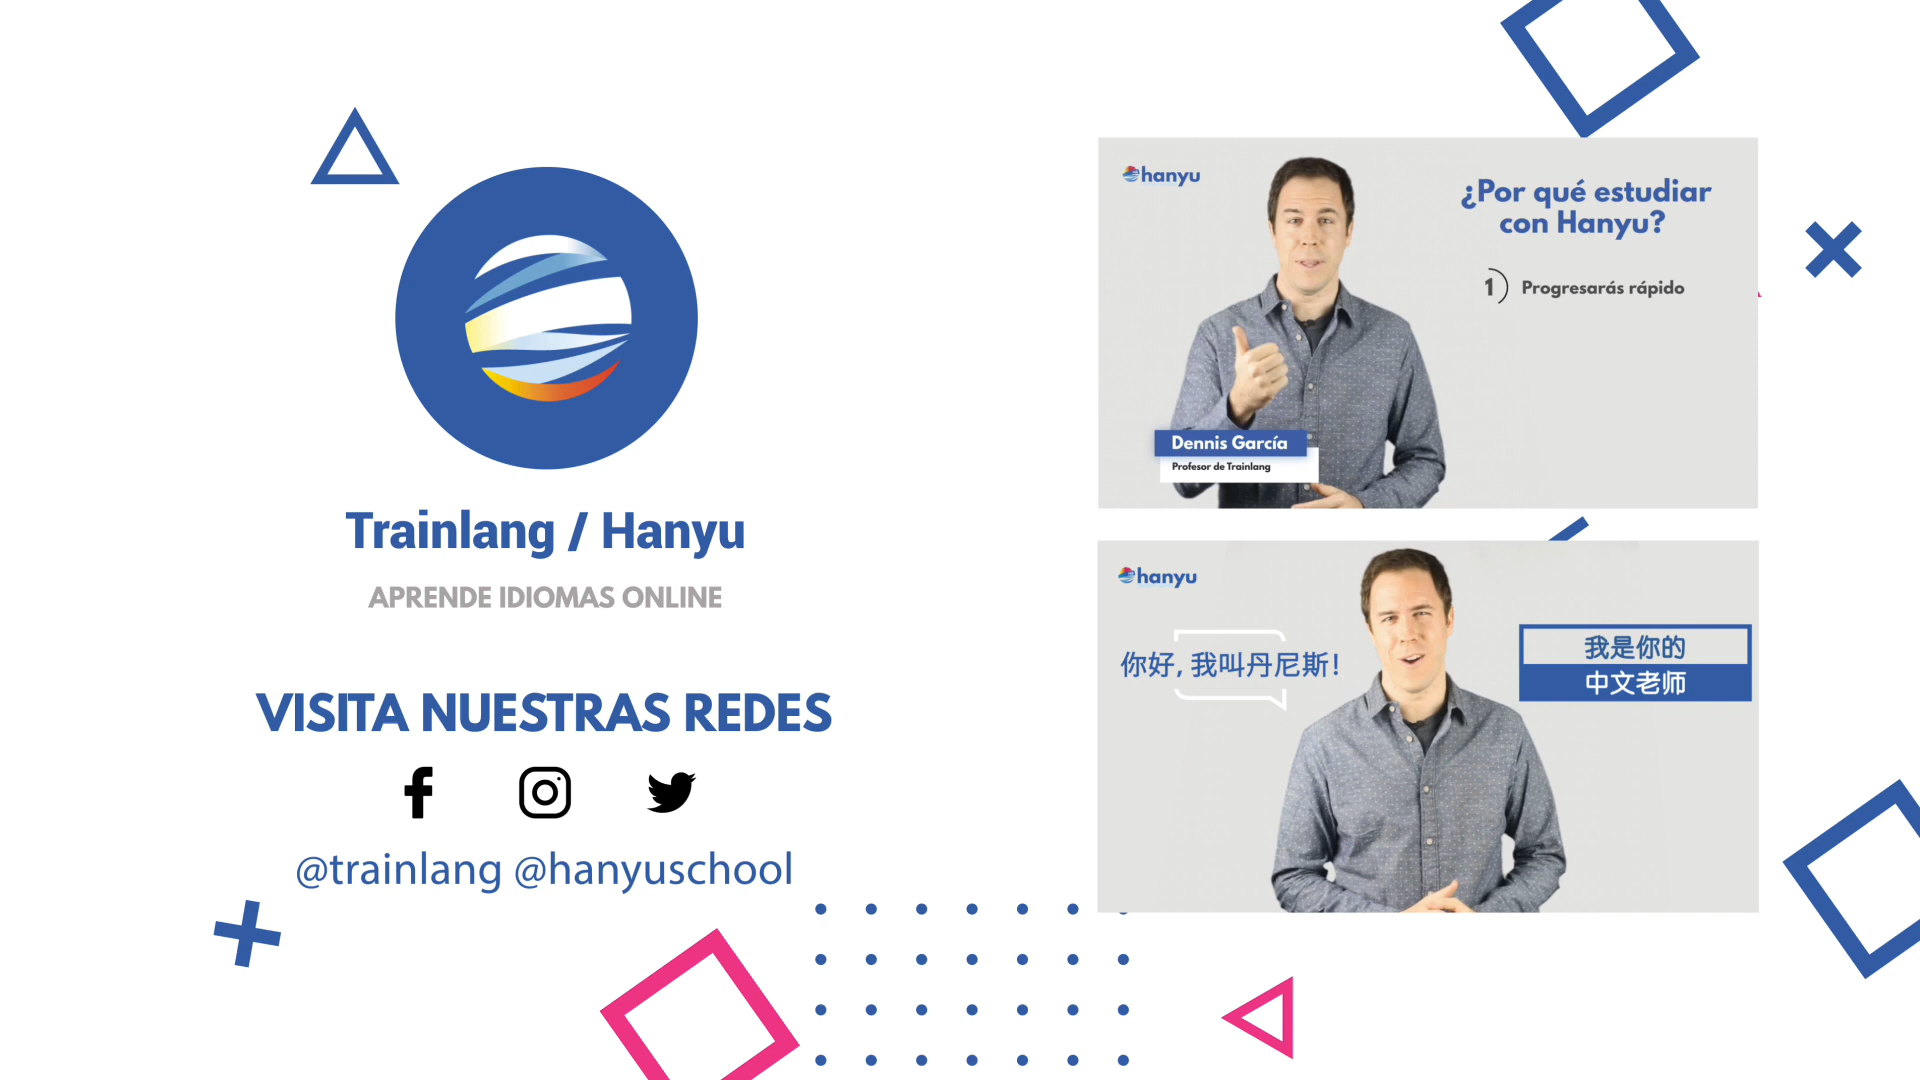 Trainlang / Hanyu
APRENDE IDIOMAS ONLINE
VISITA NUESTRAS REDES
@trainlang @hanyuschool
hanyu
¿Por qué estudiar
con Hanyu?
1) Progresarás rápido
Dennis García
Profesor de Trainlang
hanyu
你好, 我叫丹尼斯!
我是你的
中文老师